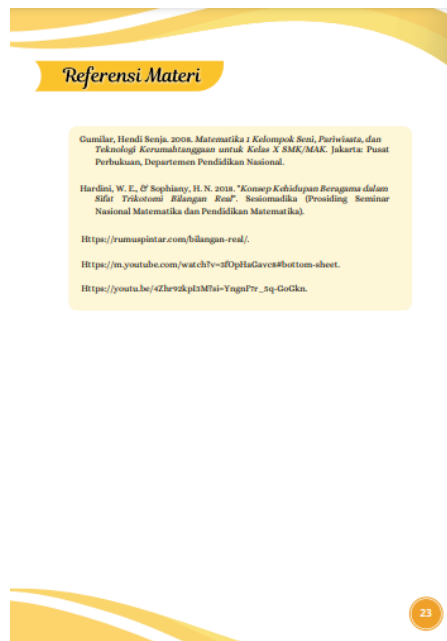 Referensi Materi
Gumilar, Hendi Senja. 2008. Matematika 1 Kelompok Seni, Pariwisata, dan
Teknologi Kerumahtanggaan untuk Kelas X SMK/MAK. Jakarta: Pusat
Perbukuan, Departemen Pendidikan Nasional.
Hardini, W. E., & Sophiany, H. N. 2018. "Konsep Kehidupan Beragama dalam
Sifat Trikotomi Bilangan Real". Sesiomadika (Prosiding Seminar
Nasional Matematika dan Pendidikan Matematika).
Https://rumuspintar.com/bilangan-real/.
Https://m.youtube.com/watch?v=3fOpHaGavc8#bottom-sheet.
Https://youtu.be/4Zhr92kpI3M?si=YngnP7r_5q-GoGkn.
23